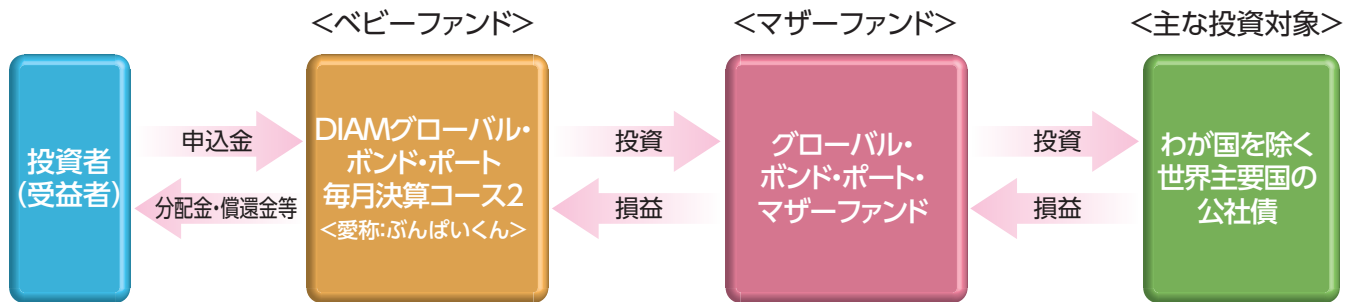 <ベビーファンド>
<マザーファンド>
<主な投資対象>
投資者
(受益者)
申込金
分配金・償還金等
DIAMグローバル・
ボンド・ポート
毎月決算コース2
<愛称:ぶんぱいくん>
投資
損益
グローバル・
ボンド・ポート・
マザーファンド
投資
損益
わが国を除く
世界主要国の
公社債